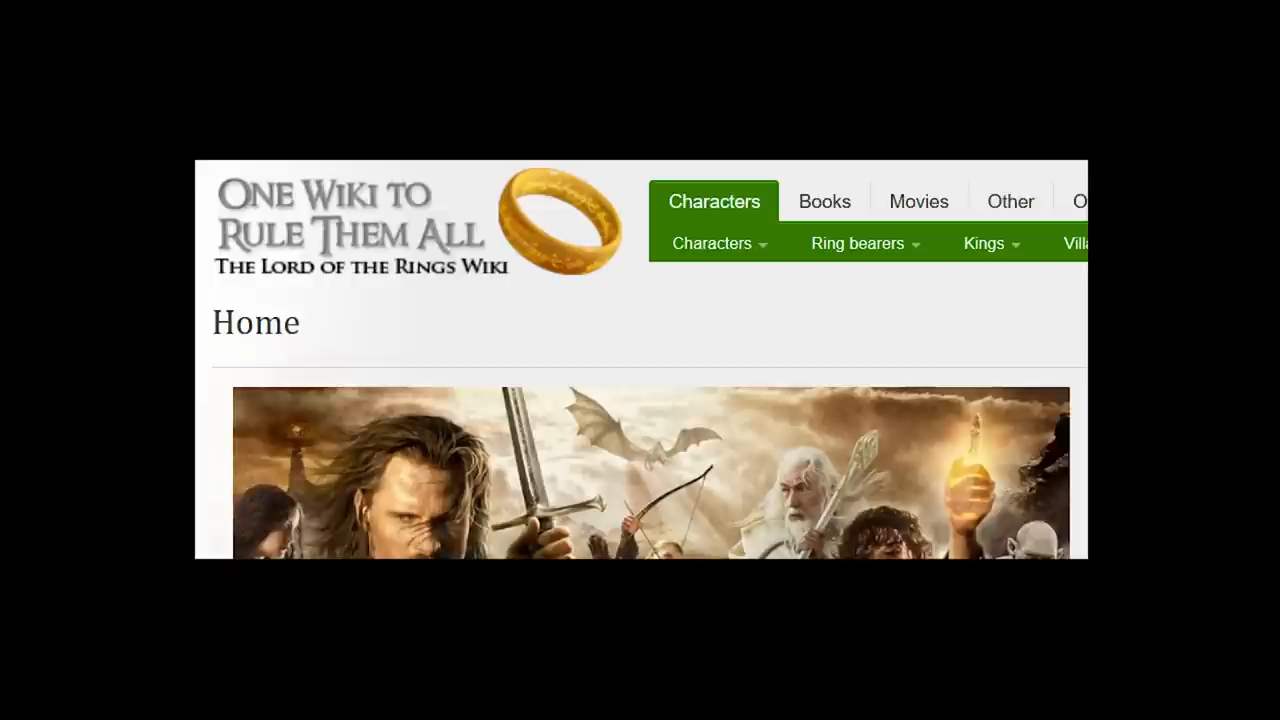 ONE WIKI TO
RULE THEM ALL
THE LORD OF THE RINGS WIKI
Characters Books Movies Other O
Characters Ring bearers Kings Villa
Home